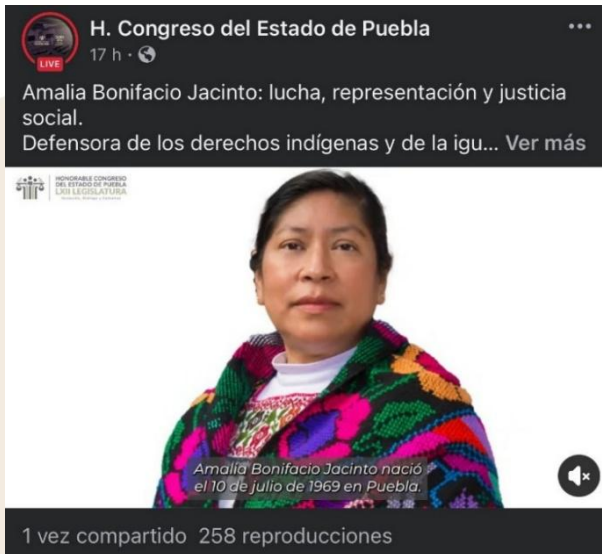 H. Congreso del Estado de Puebla
LIVE
17 h ·
Amalia Bonifacio Jacinto: lucha, representación y justicia
social.
Defensora de los derechos indígenas y de la igu... Ver más
HONORABLE CONGRESO
DEL ESTADO DE PUEBLA
LXII LEGISLATURA
Amalia Bonifacio Jacinto nació
el 10 de julio de 1969 en Puebla.
1 vez compartido 258 reproducciones